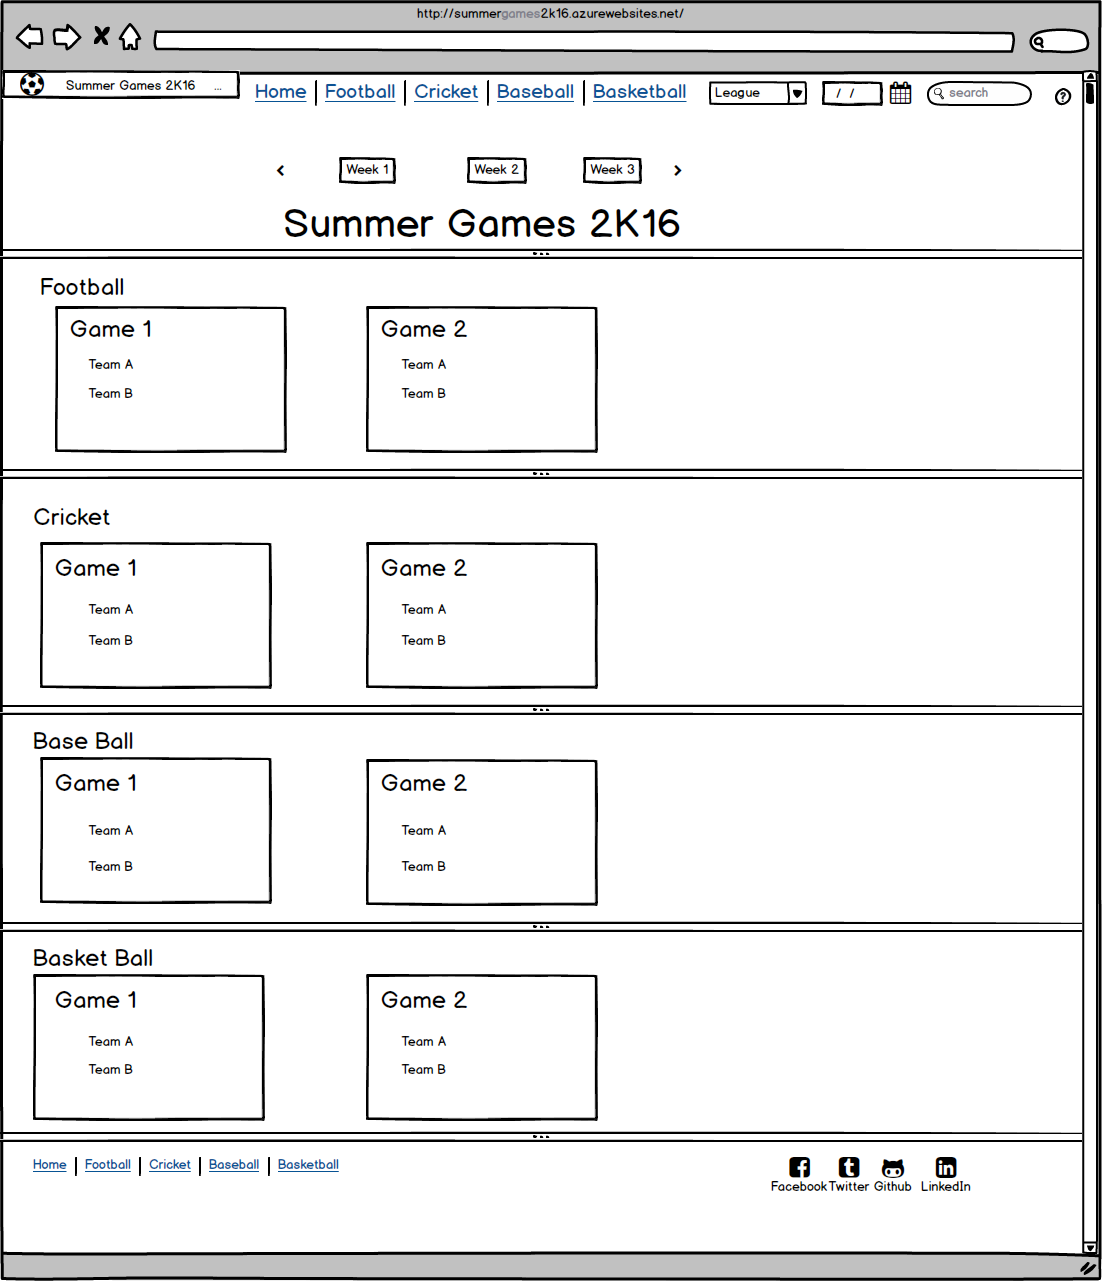 http://summergames2k16.azurewebsites.net/
Summer Games 2K16 ...
Home Football Cricket Baseball Basketball League / / search ?
Week 1 Week 2 Week 3
Summer Games 2K16
Football
Game 1 Game 2
Team A Team A
Team B Team B
Cricket
Game 1 Game 2
Team A Team A
Team B Team B
Base Ball
Game 1 Game 2
Team A Team A
Team B Team B
Basket Ball
Game 1 Game 2
Team A Team A
Team B Team B
Home Football Cricket Baseball Basketball
Facebook Twitter Github LinkedIn